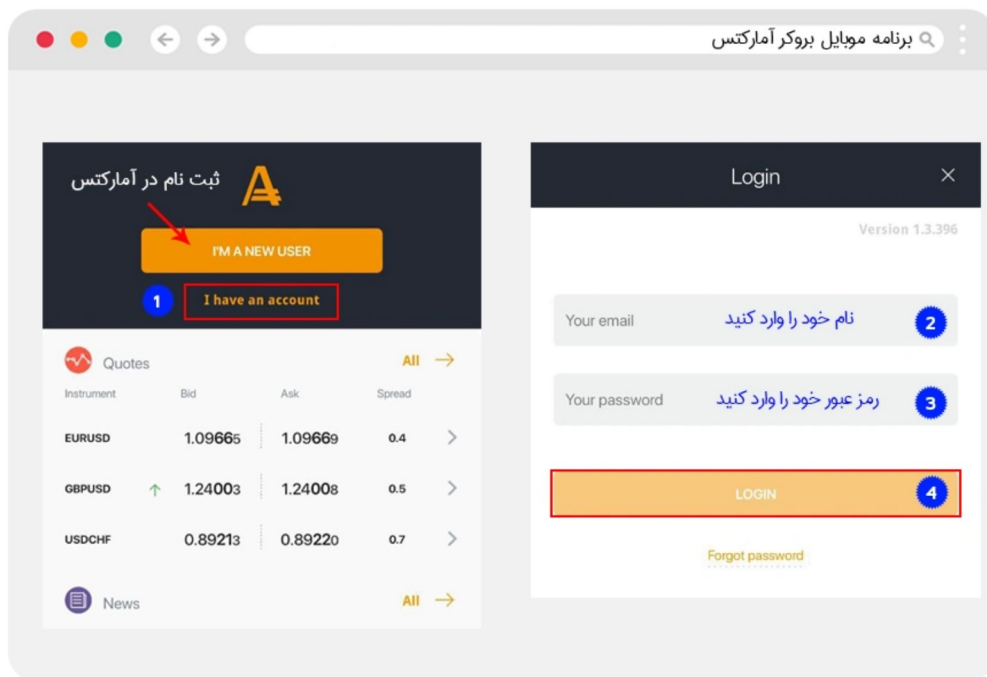 برنامه موبایل بروکر آمارکتس
ثبت نام در آمارکتس
I'M A NEW USER
1
I have an account
Quotes
All
Instrument Bid Ask Spread
EURUSD 1.09665 1.09669 0.4
GBPUSD 1.24003 1.24008 0.5
USDCHF 0.89213 0.89220 0.7
News
All
Login
Version 1.3.396
Your email نام خود را وارد کنید 2
Your password رمز عبور خود را وارد کنید 3
LOGIN 4
Forgot password